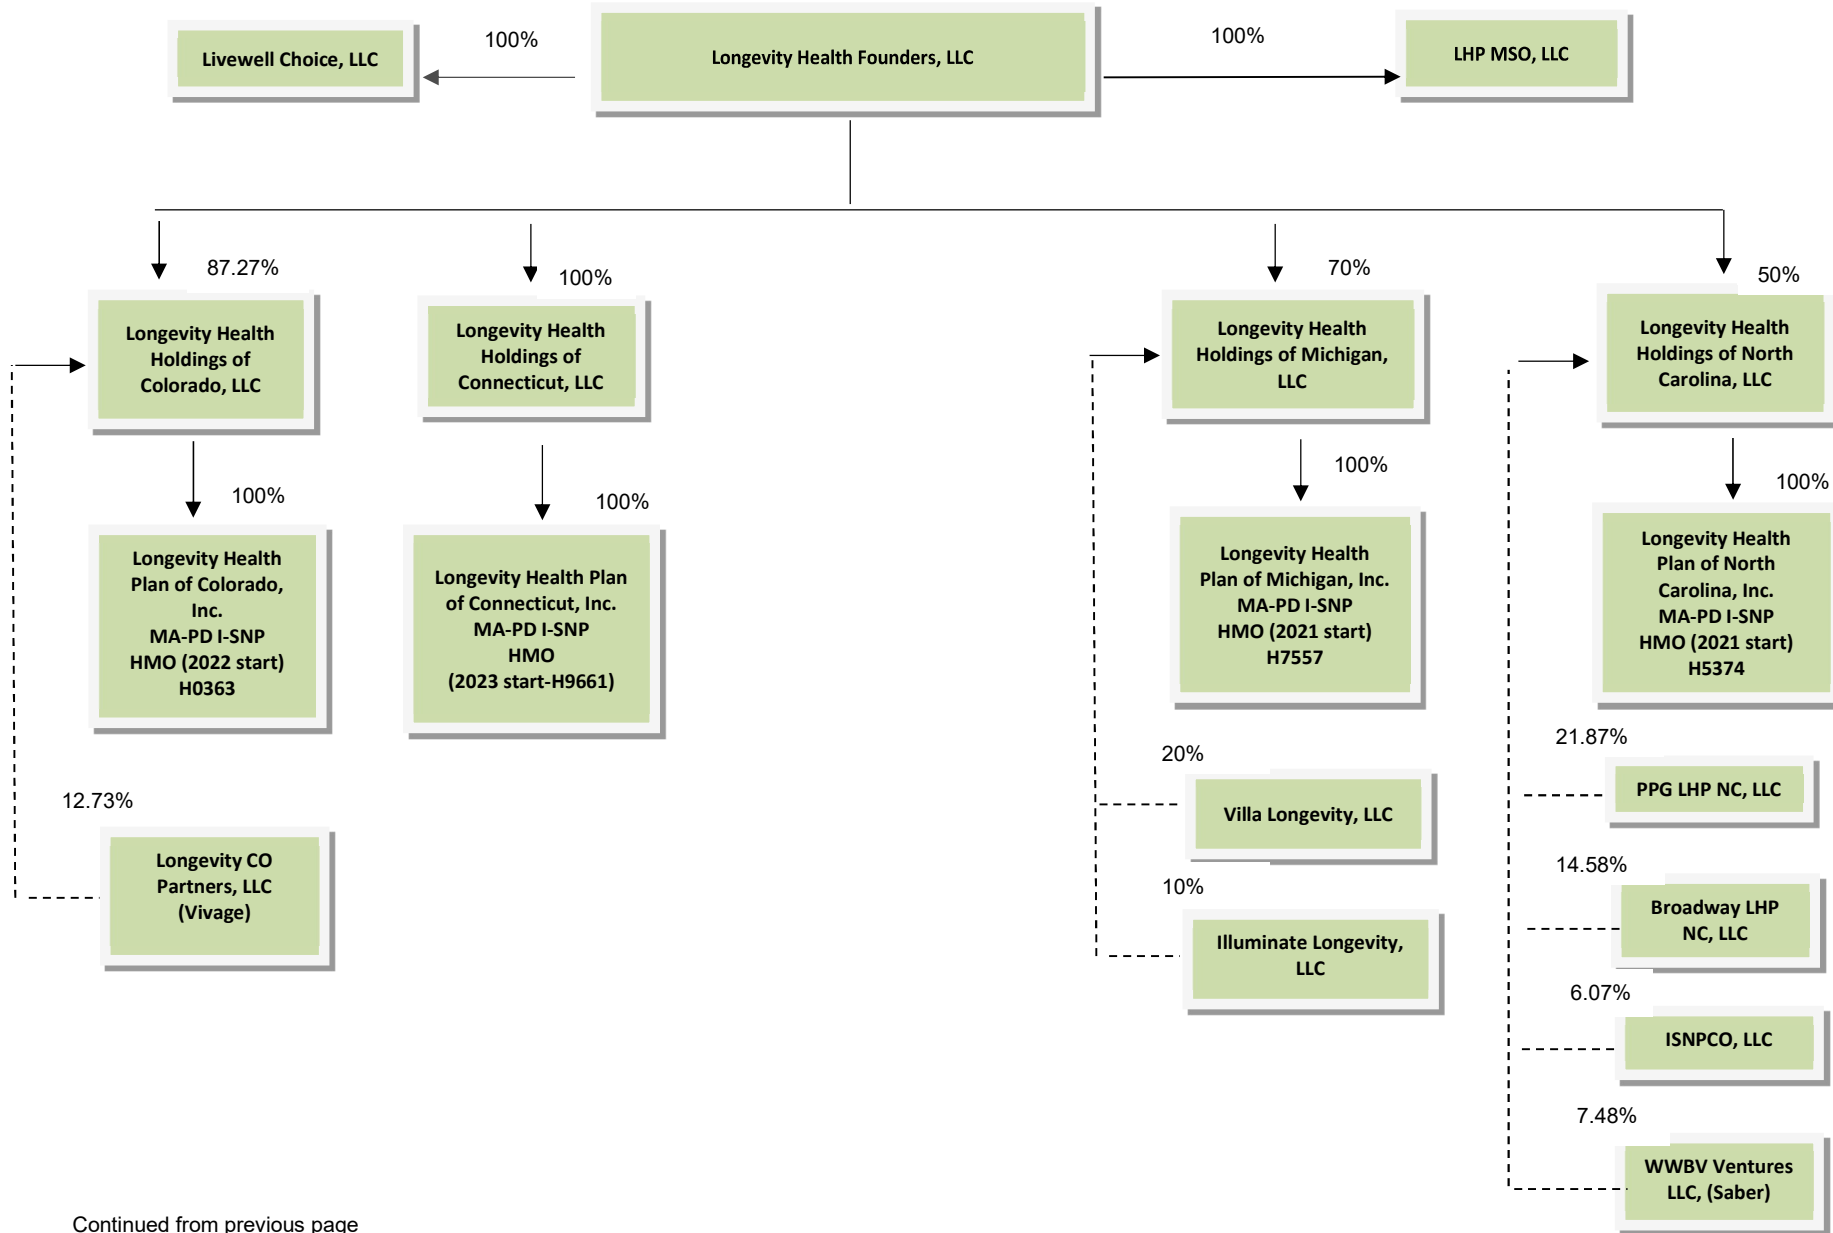 100%
100%
Livewell Choice, LLC
Longevity Health Founders, LLC
LHP MSO, LLC
87.27%
100%
70%
50%
Longevity Health
Holdings of
Colorado, LLC
Longevity Health
Holdings of
Connecticut, LLC
Longevity Health
Holdings of Michigan,
LLC
Longevity Health
Holdings of North
Carolina, LLC
100%
100%
100%
100%
Longevity Health
Plan of Colorado,
Inc.
MA-PD I-SNP
HMO (2022 start)
H0363
Longevity Health Plan
of Connecticut, Inc.
MA-PD I-SNP
HMO
(2023 start-H9661)
Longevity Health
Plan of Michigan, Inc.
MA-PD I-SNP
HMO (2021 start)
H7557
Longevity Health
Plan of North
Carolina, Inc.
MA-PD I-SNP
HMO (2021 start)
H5374
12.73%
Longevity CO
Partners, LLC
(Vivage)
20%
Villa Longevity, LLC
10%
Illuminate Longevity,
LLC
21.87%
PPG LHP NC, LLC
14.58%
Broadway LHP
NC, LLC
6.07%
ISNPCO, LLC
7.48%
WWBV Ventures
LLC, (Saber)
Continued from previous page